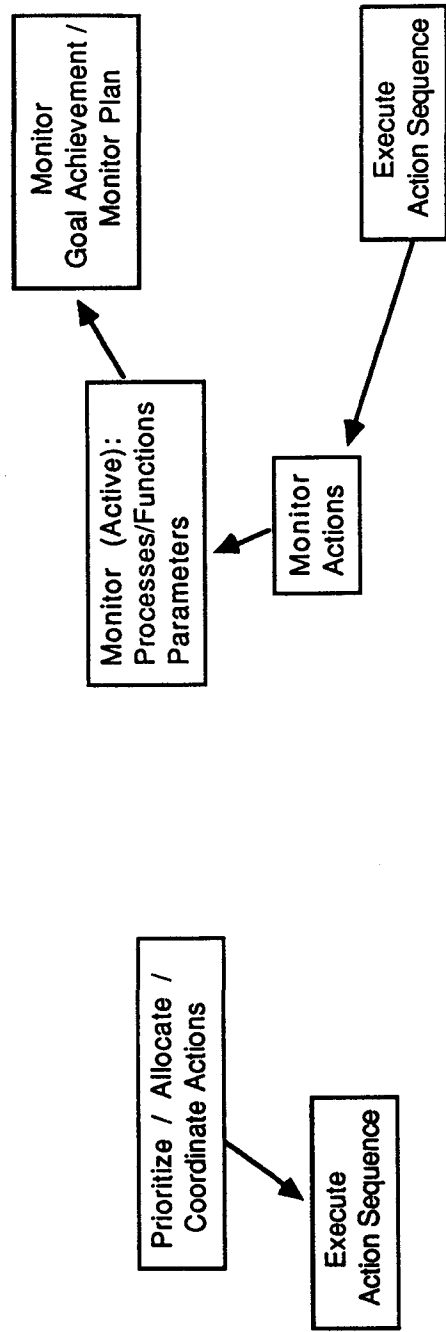 Prioritize / Allocate /
Coordinate Actions
Execute
Action Sequence
Monitor (Active):
Processes/Functions
Parameters
Monitor
Goal Achievement /
Monitor Plan
Monitor
Actions
Execute
Action Sequence